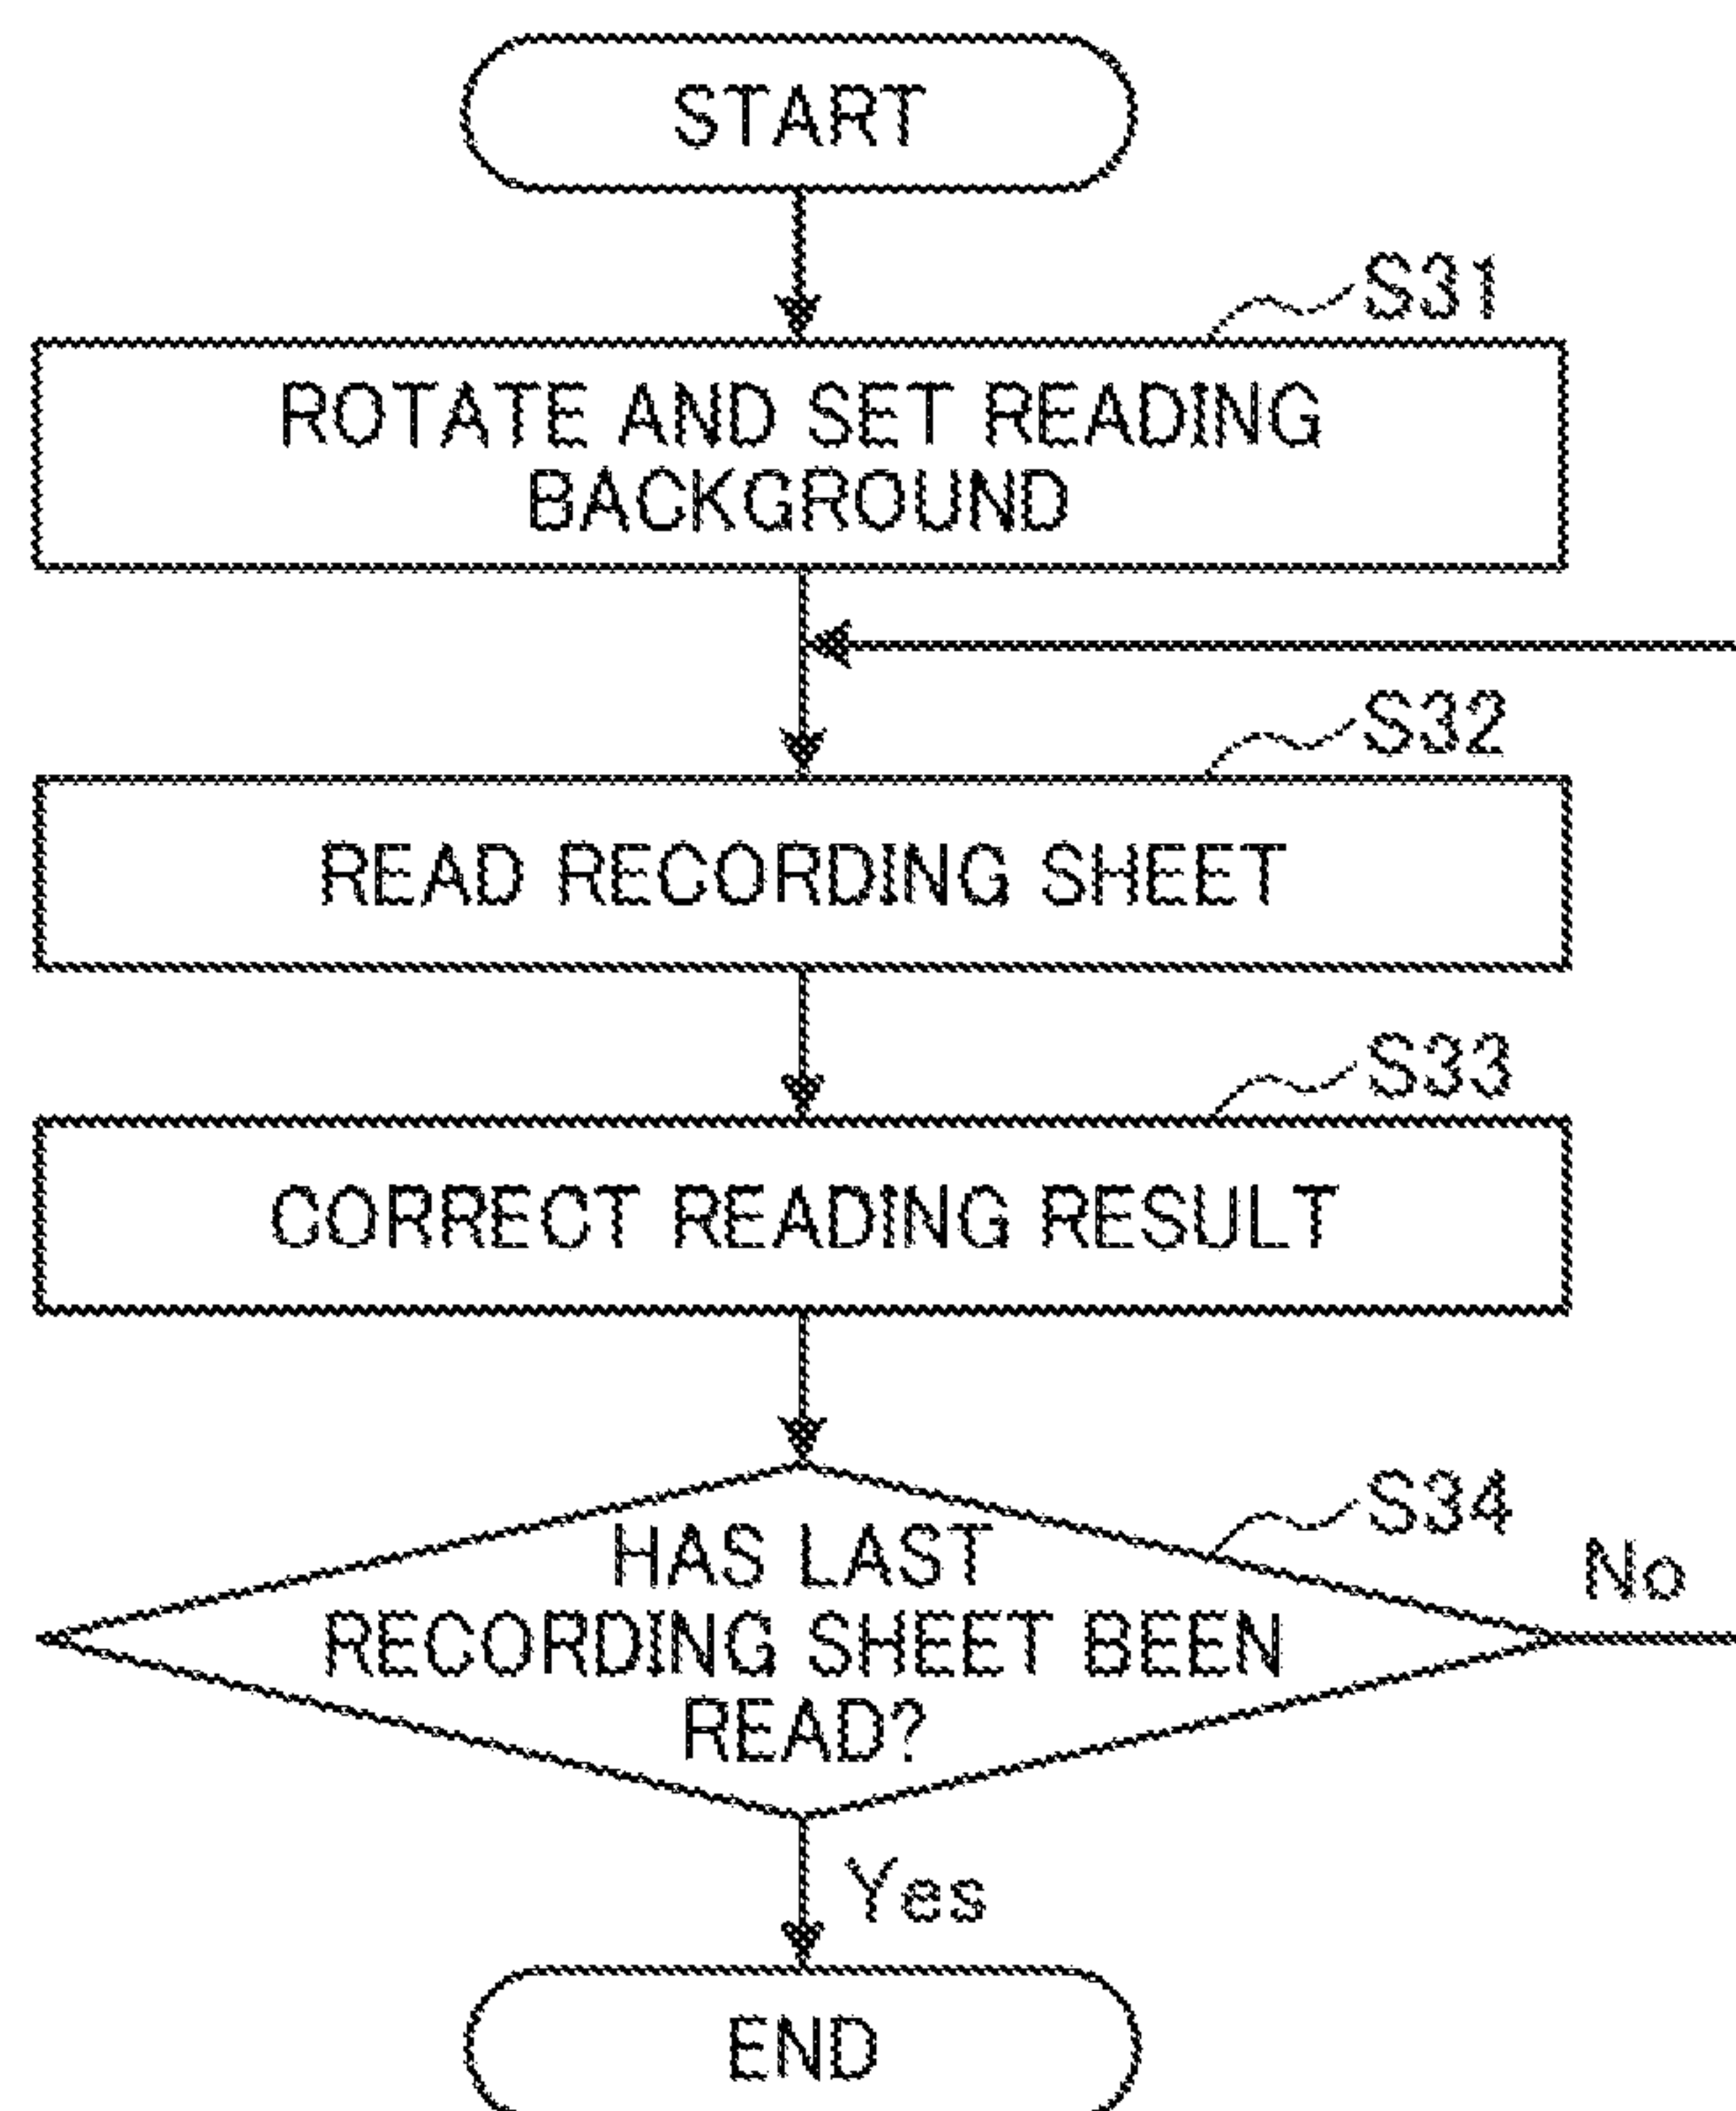 START
S31
ROTATE AND SET READING
BACKGROUND
S32
READ RECORDING SHEET
S33
CORRECT READING RESULT
S34
HAS LAST
RECORDING SHEET BEEN
READ?
No
Yes
END